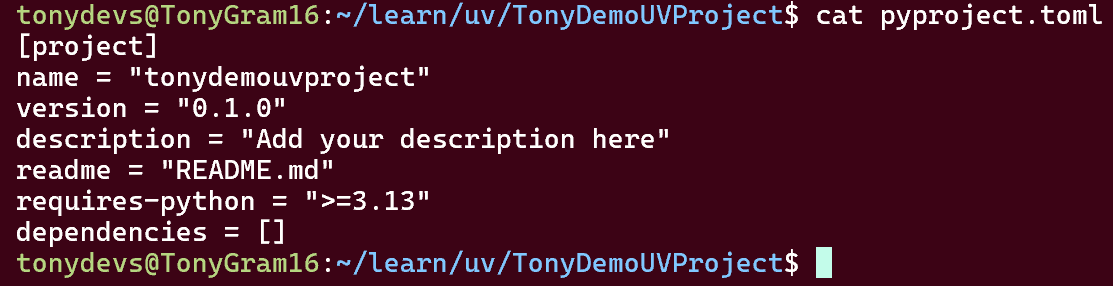 tonydevs@TonyGram16:~/learn/uv/TonyDemoUVProject$ cat pyproject.toml
[project]
name = "tonydemouvproject"
version = "0.1.0"
description = "Add your description here"
readme = "README.md"
requires-python = ">=3.13"
dependencies = []
tonydevs@TonyGram16:~/learn/uv/TonyDemoUVProject$